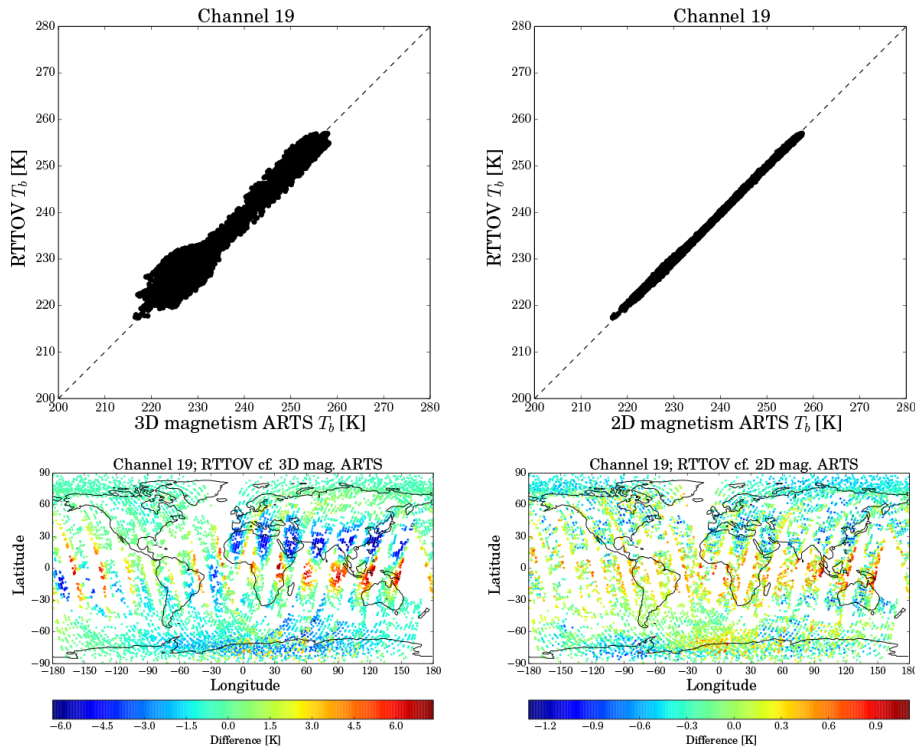 Channel 19
280
270
260
250
240
230
220
210
200
RTTOV T_b [K]
200 210 220 230 240 250 260 270 280
3D magnetism ARTS T_b [K]
Channel 19
280
270
260
250
240
230
220
210
200
RTTOV T_b [K]
200 210 220 230 240 250 260 270 280
2D magnetism ARTS T_b [K]
Channel 19; RTTOV cf. 3D mag. ARTS
90
60
30
0
−30
−60
−90
Latitude
−180 −150 −120 −90 −60 −30 0 30 60 90 120 150 180
Longitude
−6.0 −4.5 −3.0 −1.5 0.0 1.5 3.0 4.5 6.0
Difference [K]
Channel 19; RTTOV cf. 2D mag. ARTS
90
60
30
0
−30
−60
−90
Latitude
−180 −150 −120 −90 −60 −30 0 30 60 90 120 150 180
Longitude
−1.2 −0.9 −0.6 −0.3 0.0 0.3 0.6 0.9
Difference [K]